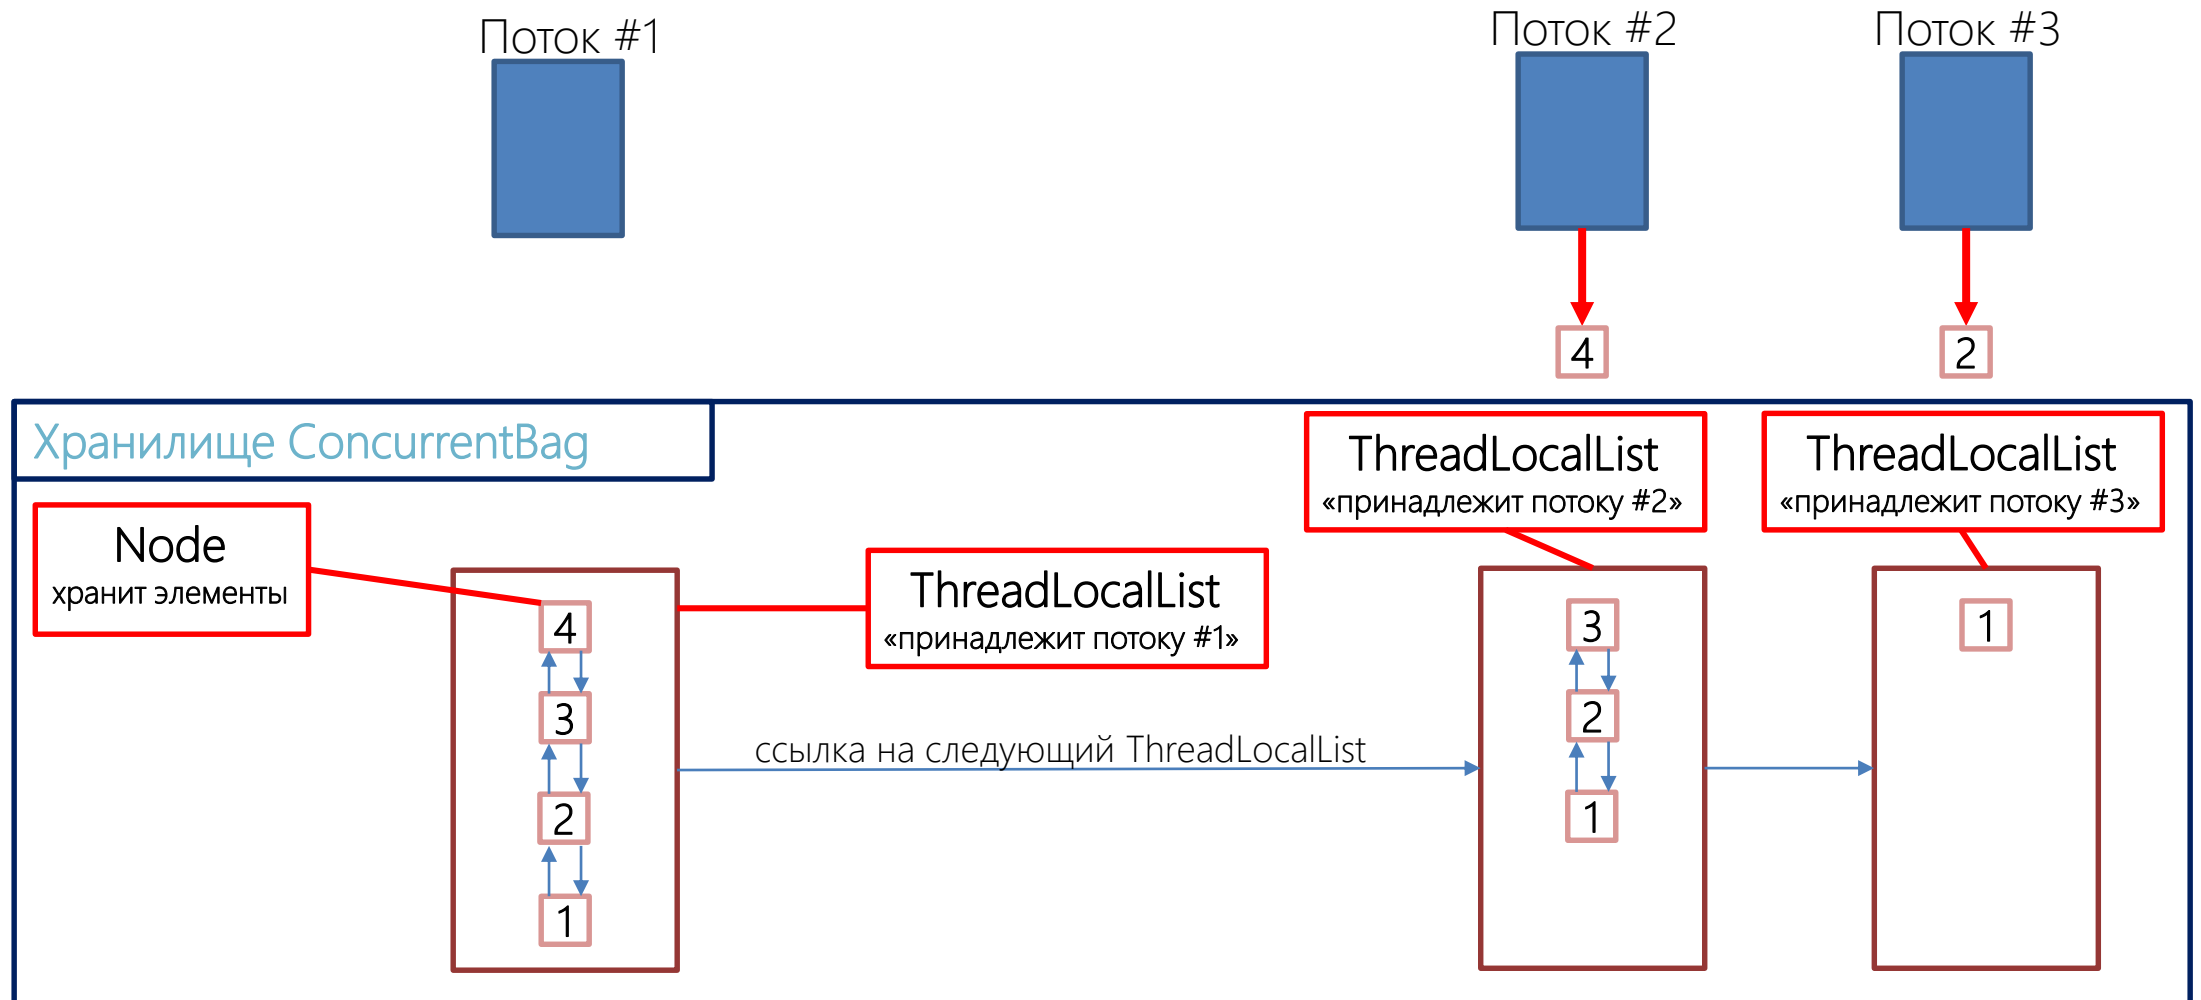 Поток #1
Поток #2
Поток #3
4
2
Хранилище ConcurrentBag
ThreadLocalList
«принадлежит потоку #2»
ThreadLocalList
«принадлежит потоку #3»
Node
хранит элементы
ThreadLocalList
«принадлежит потоку #1»
4
3
2
1
ссылка на следующий ThreadLocalList
3
2
1
1